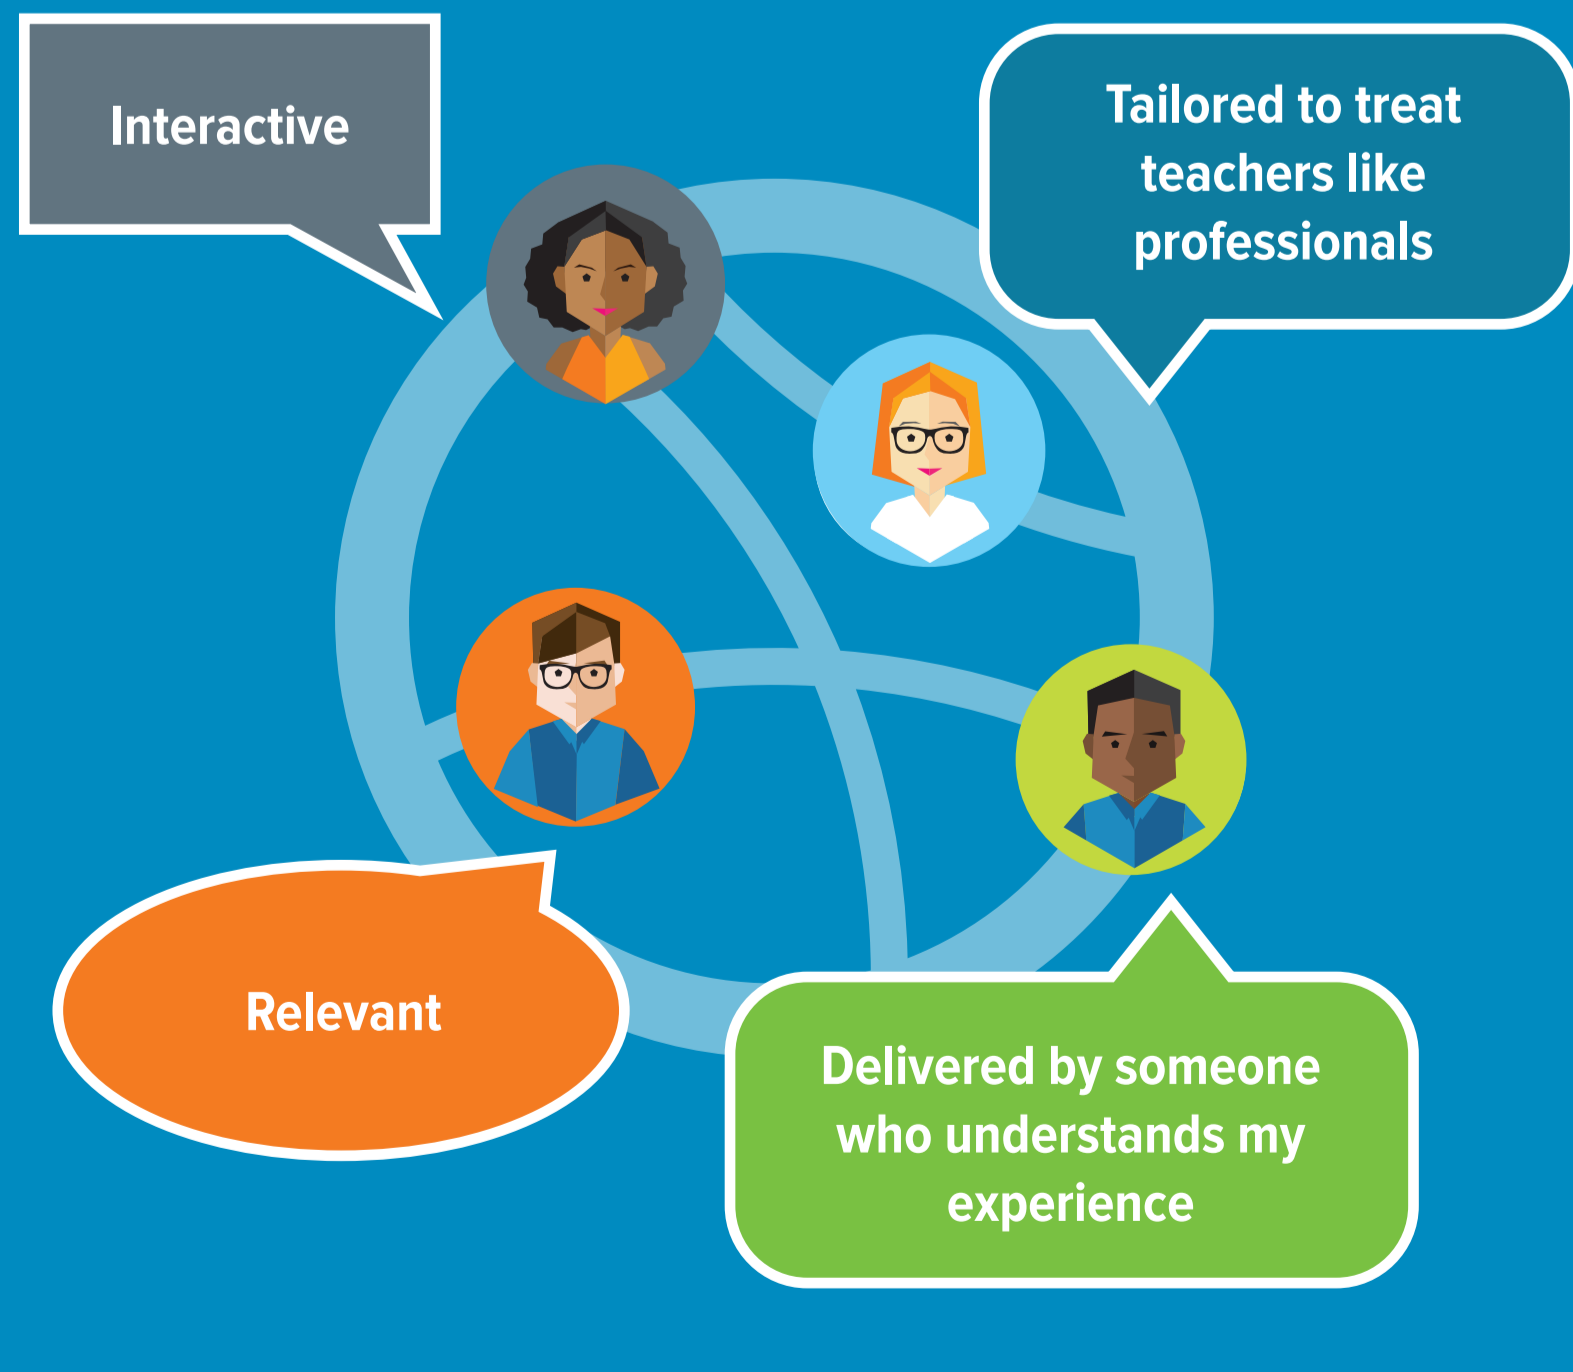 Interactive
Tailored to treat
teachers like
professionals
Relevant
Delivered by someone
who understands my
experience